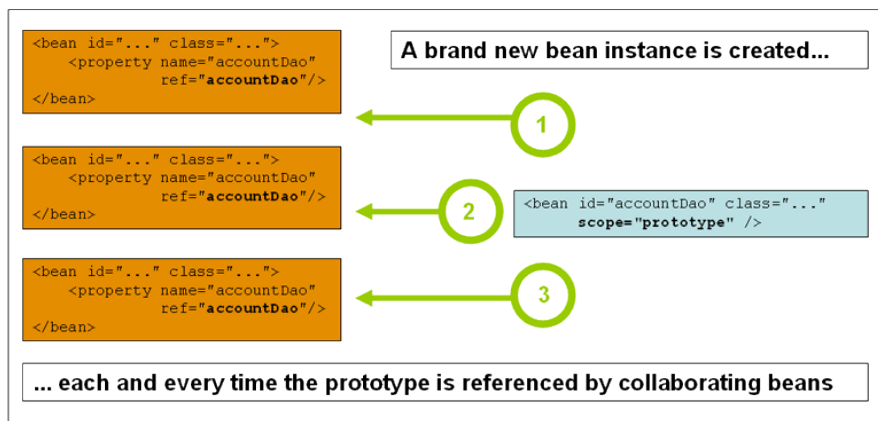 <bean id="..." class="...">
<property name="accountDao"
ref="accountDao"/>
</bean>
A brand new bean instance is created...
1
<bean id="..." class="...">
<property name="accountDao"
ref="accountDao"/>
</bean>
2
<bean id="accountDao" class="..."
scope="prototype" />
<bean id="..." class="...">
<property name="accountDao"
ref="accountDao"/>
</bean>
3
... each and every time the prototype is referenced by collaborating beans